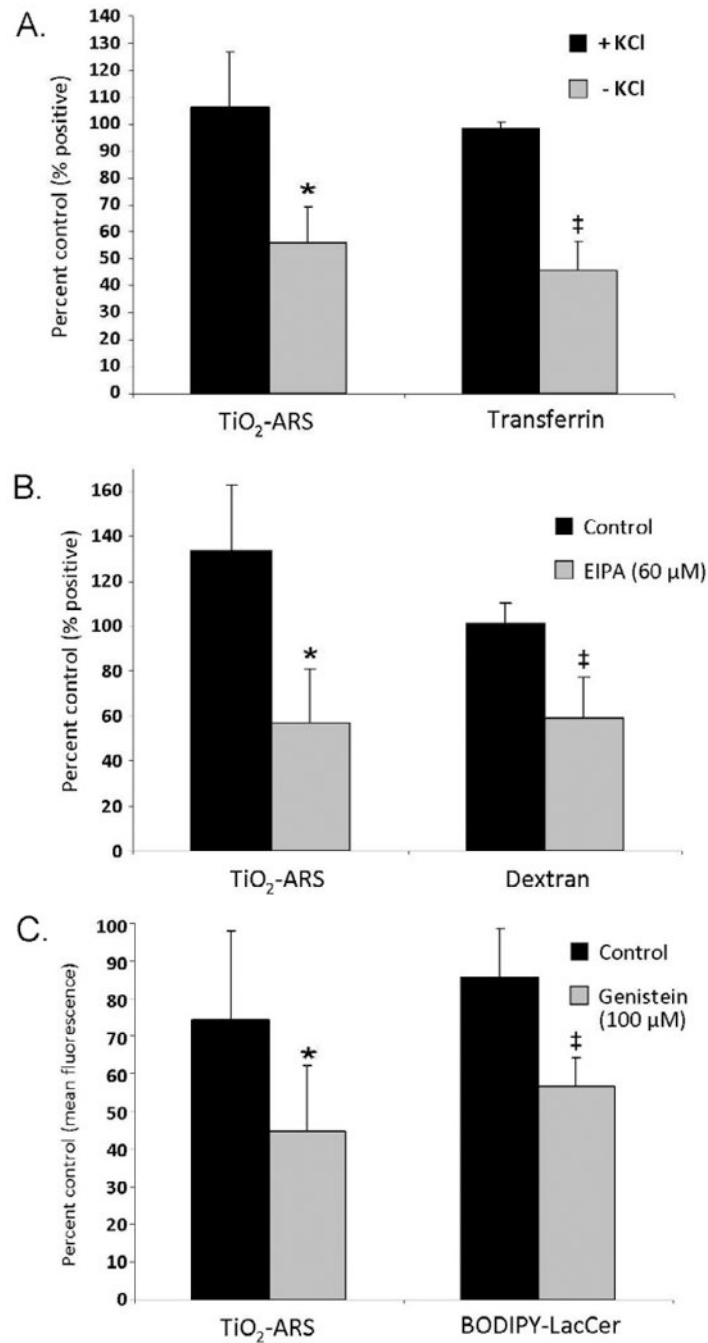 A.
Percent control (% positive)
140
130
120
110
100
90
80
70
60
50
40
30
20
10
0
+ KCl
- KCl
*
‡
TiO₂-ARS
Transferrin
B.
Percent control (% positive)
160
140
120
100
80
60
40
20
0
Control
EIPA (60 µM)
*
‡
TiO₂-ARS
Dextran
C.
Percent control (mean fluorescence)
100
90
80
70
60
50
40
30
20
10
0
Control
Genistein
(100 µM)
*
‡
TiO₂-ARS
BODIPY-LacCer